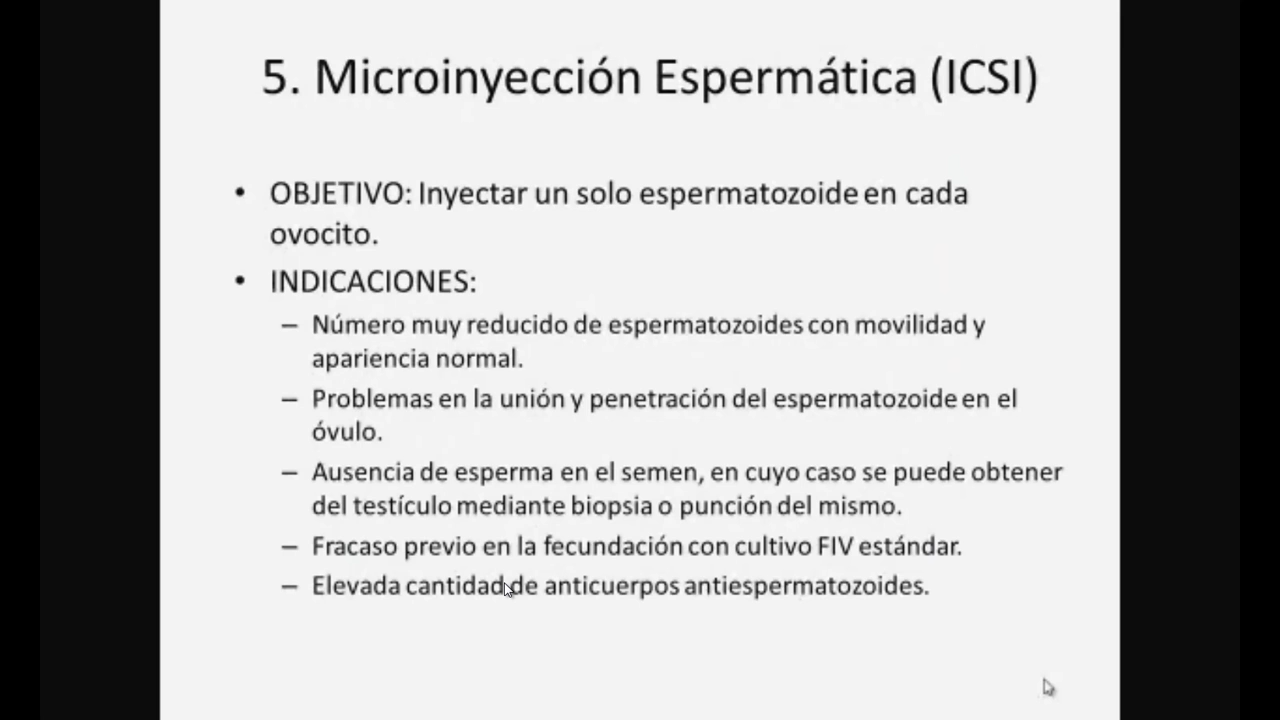 5. Microinyección Espermática (ICSI)
• OBJETIVO: Inyectar un solo espermatozoide en cada
ovocito.
• INDICACIONES:
– Número muy reducido de espermatozoides con movilidad y
apariencia normal.
– Problemas en la unión y penetración del espermatozoide en el
óvulo.
– Ausencia de esperma en el semen, en cuyo caso se puede obtener
del testículo mediante biopsia o punción del mismo.
– Fracaso previo en la fecundación con cultivo FIV estándar.
– Elevada cantidad de anticuerpos antiespermatozoides.